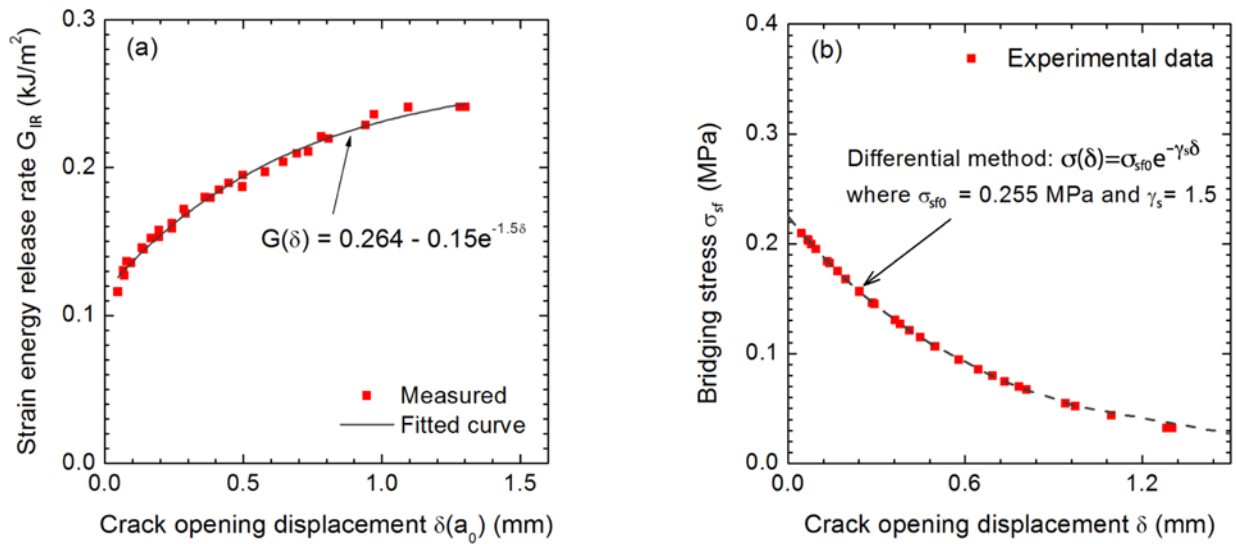 (a)
Strain energy release rate G_IR (kJ/m²)
0.3
0.2
0.1
0.0
G(δ) = 0.264 - 0.15e^-1.5δ
Measured
Fitted curve
0.0 0.5 1.0 1.5
Crack opening displacement δ(a₀) (mm)
(b)
Bridging stress σ_sf (MPa)
0.4
0.3
0.2
0.1
0.0
Experimental data
Differential method: σ(δ)=σ_sf0 e^-γ_sδ
where σ_sf0 = 0.255 MPa and γ_s= 1.5
0.0 0.6 1.2
Crack opening displacement δ (mm)